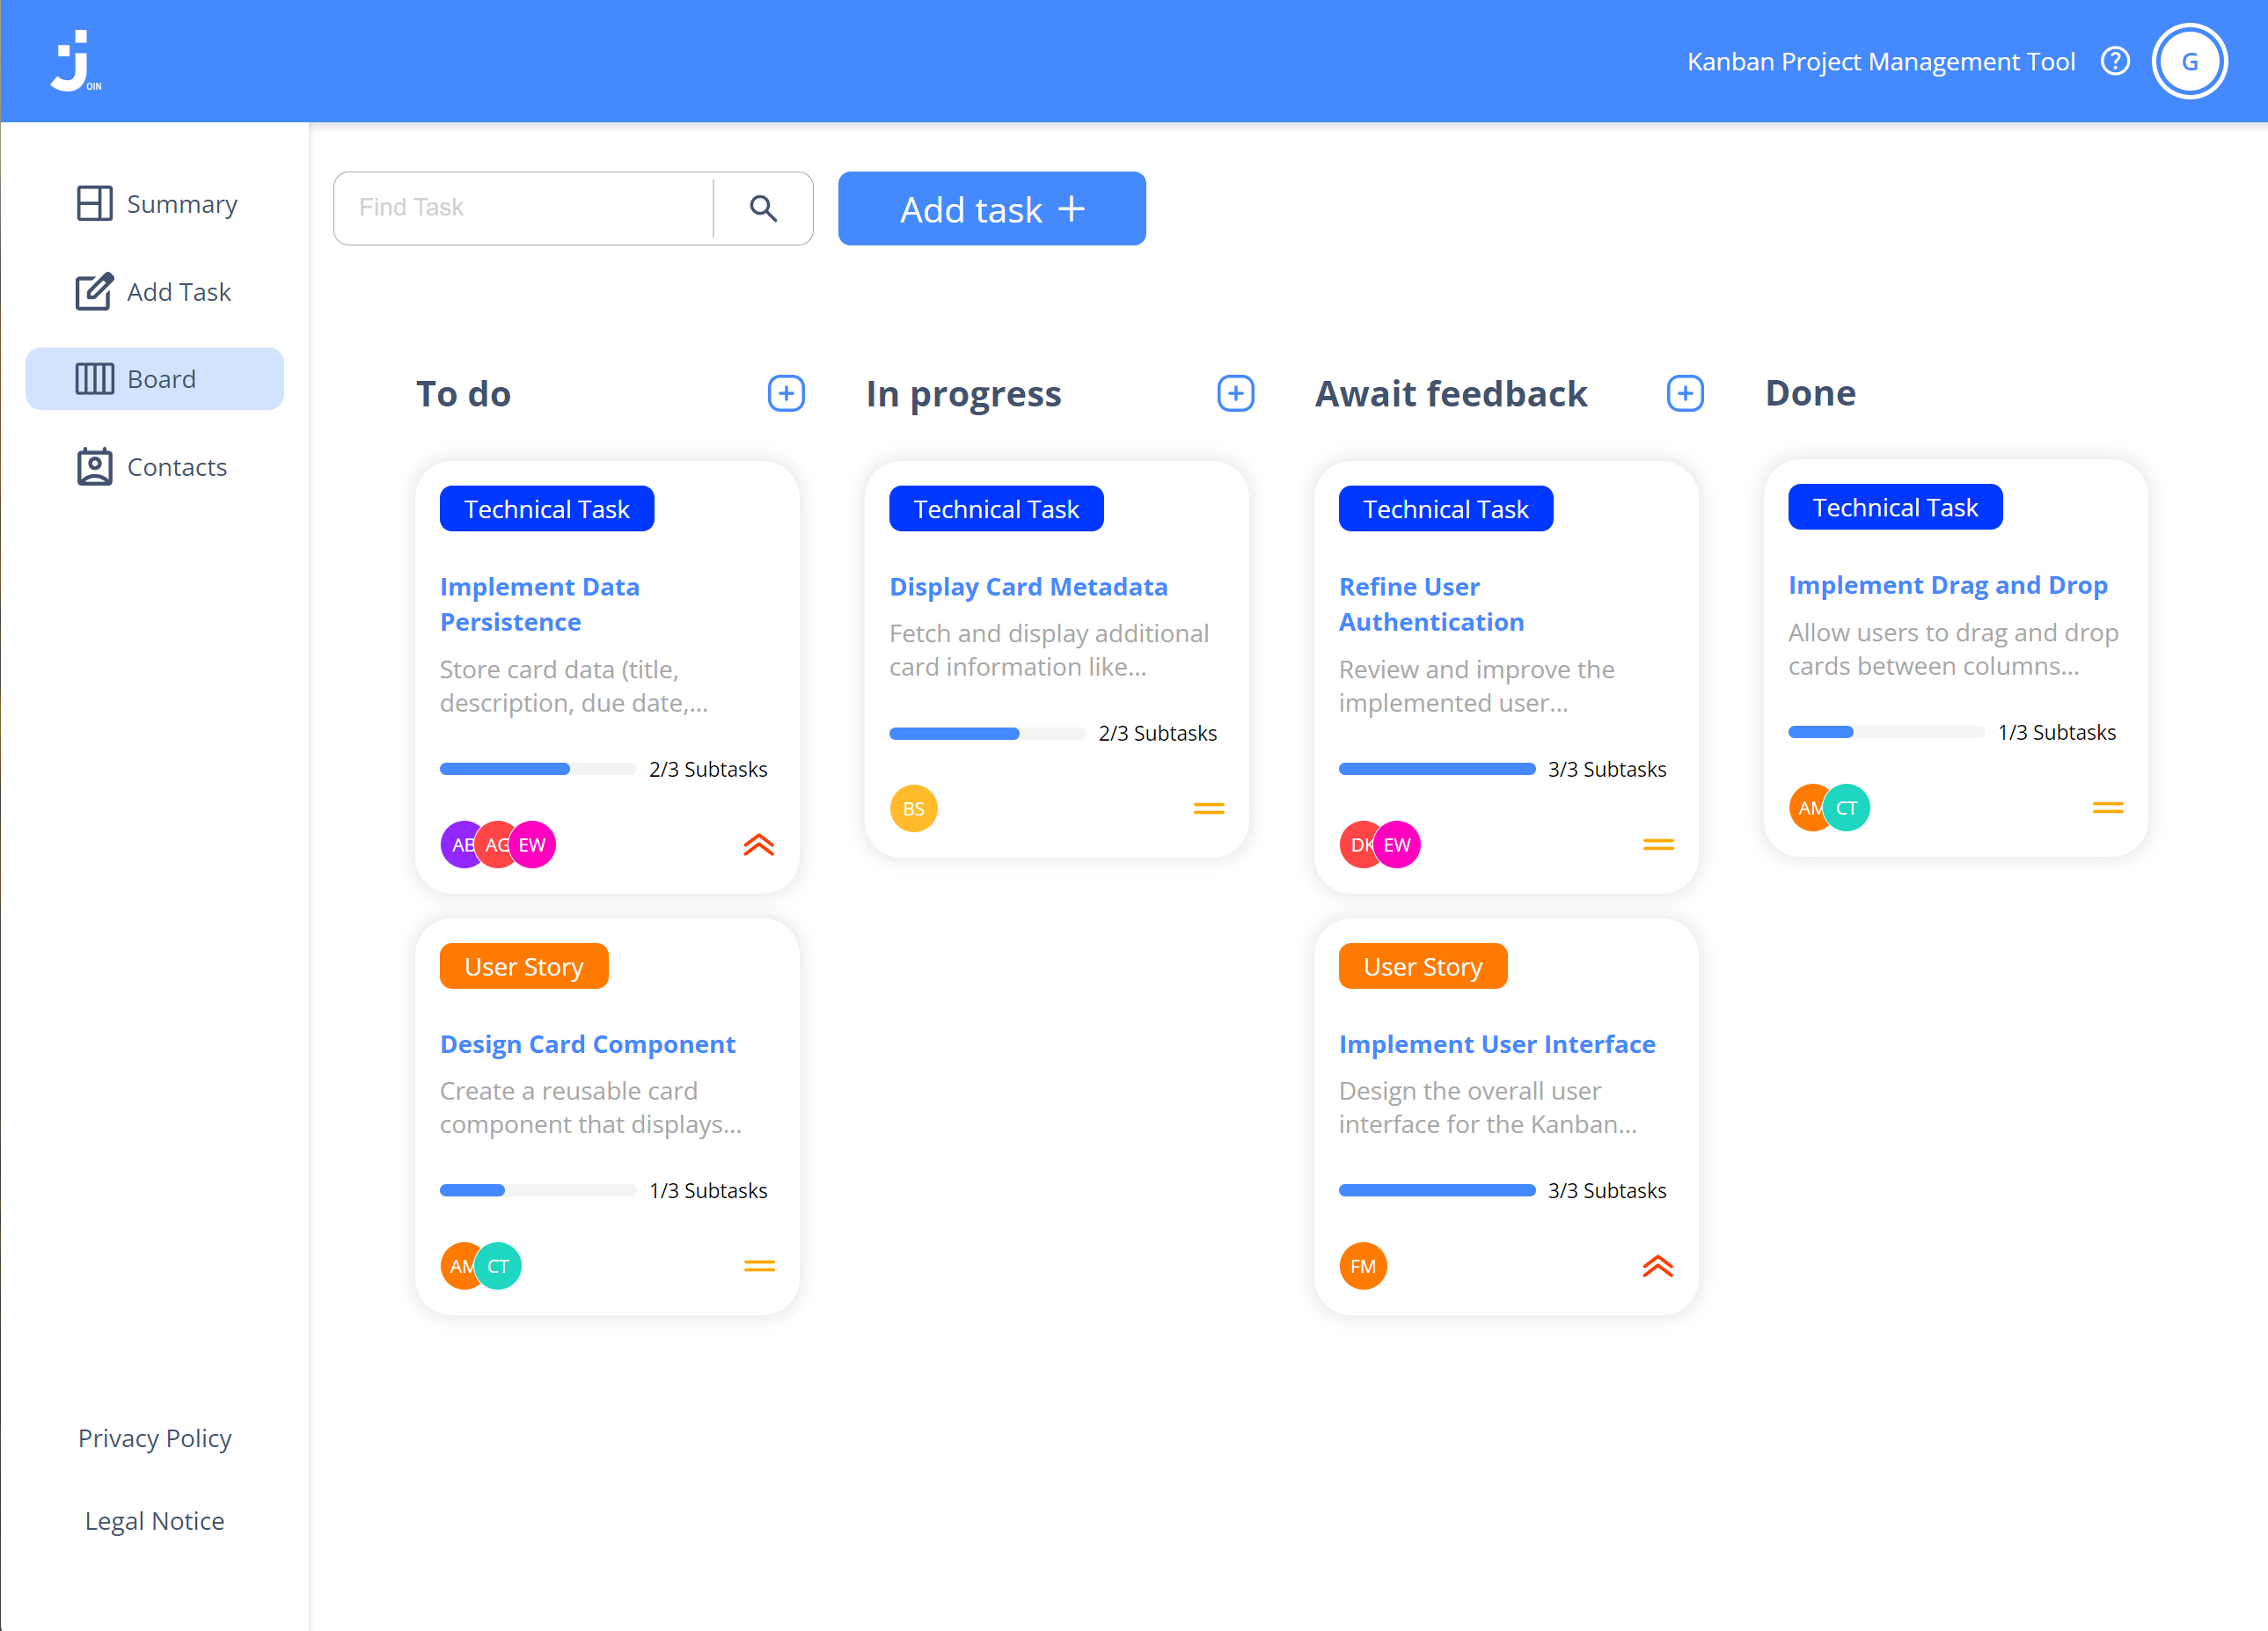 OIN
Kanban Project Management Tool
G
Summary
Add Task
Board
Contacts
Privacy Policy
Legal Notice
Find Task
Add task
To do
Technical Task
Implement Data
Persistence
Store card data (title,
description, due date,...
2/3 Subtasks
AB AG EW
User Story
Design Card Component
Create a reusable card
component that displays...
1/3 Subtasks
AM CT
In progress
Technical Task
Display Card Metadata
Fetch and display additional
card information like...
2/3 Subtasks
BS
Await feedback
Technical Task
Refine User
Authentication
Review and improve the
implemented user...
3/3 Subtasks
DK EW
User Story
Implement User Interface
Design the overall user
interface for the Kanban...
3/3 Subtasks
FM
Done
Technical Task
Implement Drag and Drop
Allow users to drag and drop
cards between columns...
1/3 Subtasks
AM CT